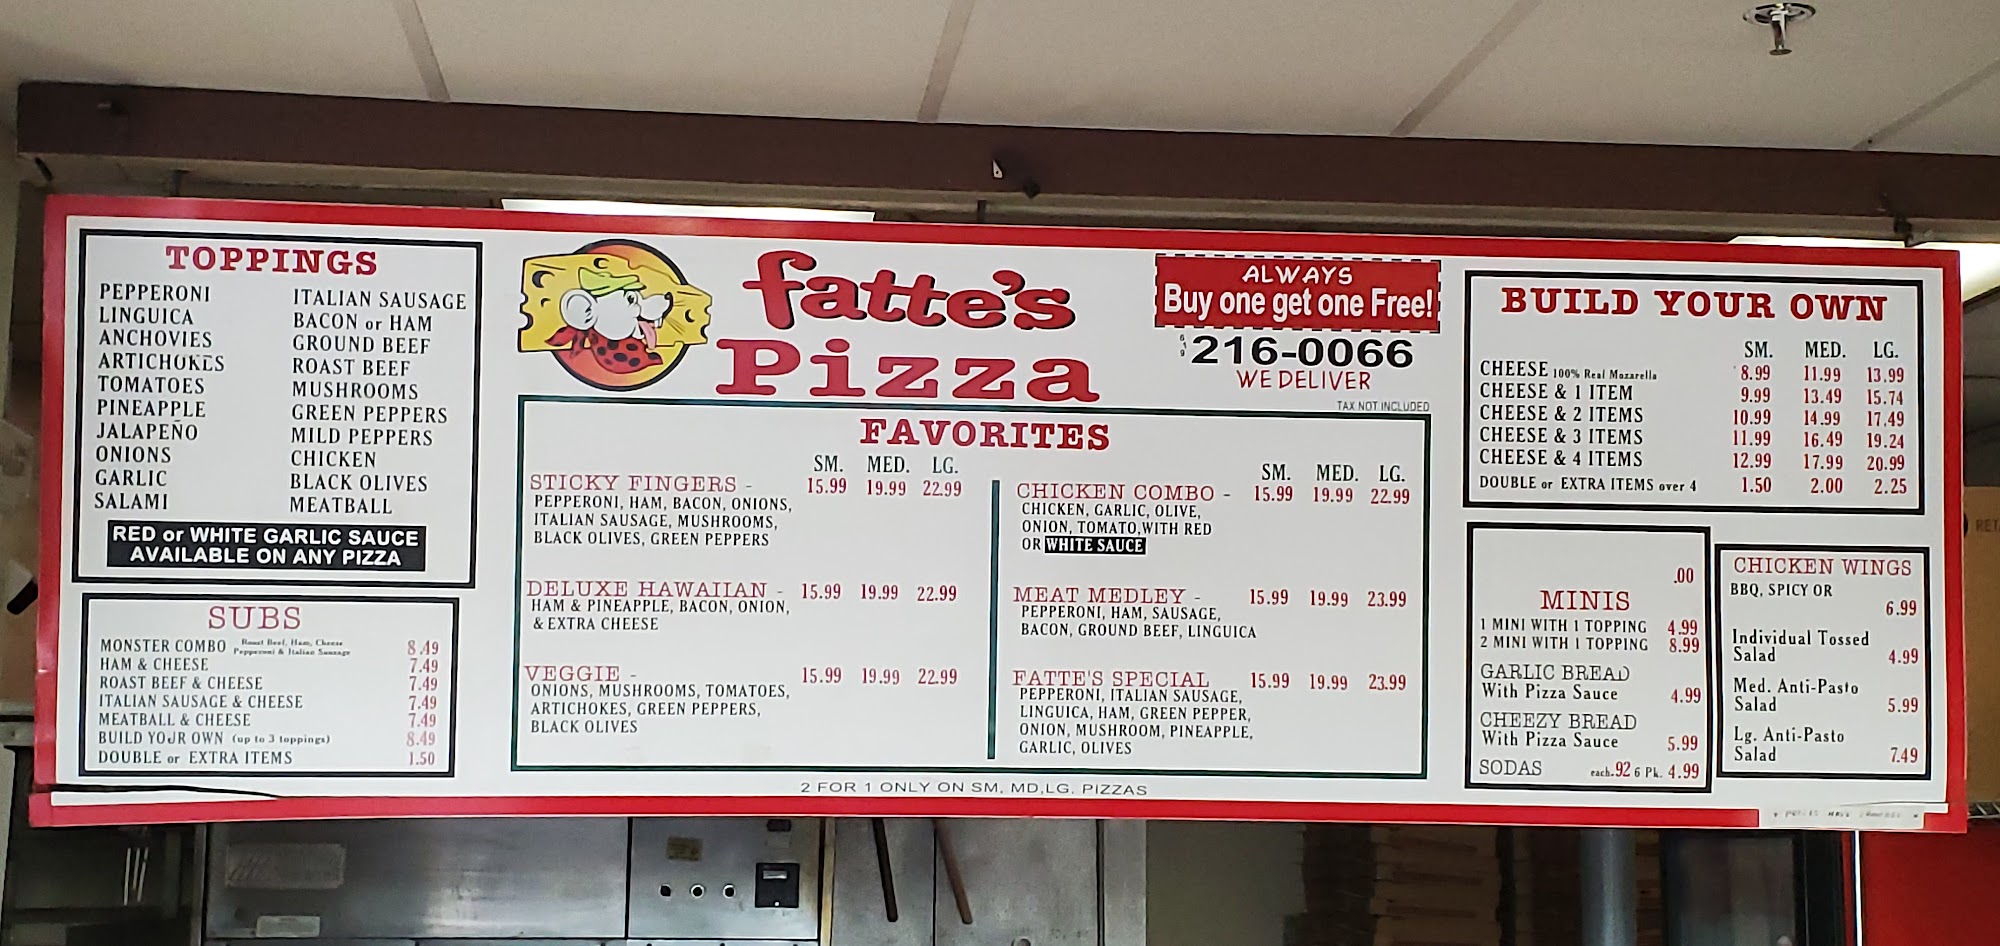 TOPPINGS
PEPPERONI
LINGUICA
ANCHOVIES
ARTICHOKES
TOMATOES
PINEAPPLE
JALAPEÑO
ONIONS
GARLIC
SALAMI
ITALIAN SAUSAGE
BACON or HAM
GROUND BEEF
ROAST BEEF
MUSHROOMS
GREEN PEPPERS
MILD PEPPERS
CHICKEN
BLACK OLIVES
MEATBALL
RED or WHITE GARLIC SAUCE
AVAILABLE ON ANY PIZZA
SUBS
MONSTER COMBO Roast Beef, Ham, Cheese 8.49
Pepperoni & Italian Sausage
HAM & CHEESE 7.49
ROAST BEEF & CHEESE 7.49
ITALIAN SAUSAGE & CHEESE 7.49
MEATBALL & CHEESE 7.49
BUILD YOUR OWN (up to 3 toppings) 8.49
DOUBLE or EXTRA ITEMS 1.50
fatte's
Pizza
ALWAYS
Buy one get one Free!
619 216-0066
WE DELIVER
TAX NOT INCLUDED
FAVORITES
SM. MED. LG.
STICKY FINGERS - 15.99 19.99 22.99
PEPPERONI, HAM, BACON, ONIONS,
ITALIAN SAUSAGE, MUSHROOMS,
BLACK OLIVES, GREEN PEPPERS
DELUXE HAWAIIAN - 15.99 19.99 22.99
HAM & PINEAPPLE, BACON, ONION,
& EXTRA CHEESE
VEGGIE - 15.99 19.99 22.99
ONIONS, MUSHROOMS, TOMATOES,
ARTICHOKES, GREEN PEPPERS,
BLACK OLIVES
SM. MED. LG.
CHICKEN COMBO - 15.99 19.99 22.99
CHICKEN, GARLIC, OLIVE,
ONION, TOMATO,WITH RED
OR WHITE SAUCE
MEAT MEDLEY - 15.99 19.99 23.99
PEPPERONI, HAM, SAUSAGE,
BACON, GROUND BEEF, LINGUICA
FATTE'S SPECIAL 15.99 19.99 23.99
PEPPERONI, ITALIAN SAUSAGE,
LINGUICA, HAM, GREEN PEPPER,
ONION, MUSHROOM, PINEAPPLE,
GARLIC, OLIVES
2 FOR 1 ONLY ON SM, MD,LG, PIZZAS
BUILD YOUR OWN
SM. MED. LG.
CHEESE 100% Real Mozarella 8.99 11.99 13.99
CHEESE & 1 ITEM 9.99 13.49 15.74
CHEESE & 2 ITEMS 10.99 14.99 17.49
CHEESE & 3 ITEMS 11.99 16.49 19.24
CHEESE & 4 ITEMS 12.99 17.99 20.99
DOUBLE or EXTRA ITEMS over 4 1.50 2.00 2.25
.00
MINIS
1 MINI WITH 1 TOPPING 4.99
2 MINI WITH 1 TOPPING 8.99
GARLIC BREAD
With Pizza Sauce 4.99
CHEEZY BREAD
With Pizza Sauce 5.99
SODAS each.92 6 Pk. 4.99
CHICKEN WINGS
BBQ, SPICY OR
6.99
Individual Tossed
Salad 4.99
Med. Anti-Pasto
Salad 5.99
Lg. Anti-Pasto
Salad 7.49
RET